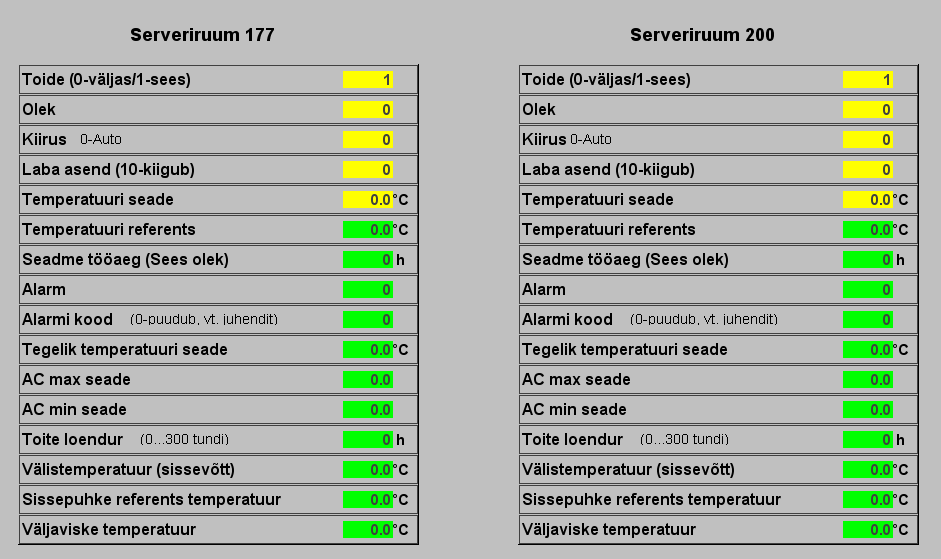 Serveriruum 177
Toide (0-väljas/1-sees) 1
Olek 0
Kiirus 0-Auto 0
Laba asend (10-kiigub) 0
Temperatuuri seade 0.0°C
Temperatuuri referents 0.0°C
Seadme tööaeg (Sees olek) 0 h
Alarm 0
Alarmi kood (0-puudub, vt. juhendit) 0
Tegelik temperatuuri seade 0.0°C
AC max seade 0.0
AC min seade 0.0
Toite loendur (0...300 tundi) 0 h
Välistemperatuur (sissevõtt) 0.0°C
Sissepuhke referents temperatuur 0.0°C
Väljaviske temperatuur 0.0°C
Serveriruum 200
Toide (0-väljas/1-sees) 1
Olek 0
Kiirus 0-Auto 0
Laba asend (10-kiigub) 0
Temperatuuri seade 0.0°C
Temperatuuri referents 0.0°C
Seadme tööaeg (Sees olek) 0 h
Alarm 0
Alarmi kood (0-puudub, vt. juhendit) 0
Tegelik temperatuuri seade 0.0°C
AC max seade 0.0
AC min seade 0.0
Toite loendur (0...300 tundi) 0 h
Välistemperatuur (sissevõtt) 0.0°C
Sissepuhke referents temperatuur 0.0°C
Väljaviske temperatuur 0.0°C